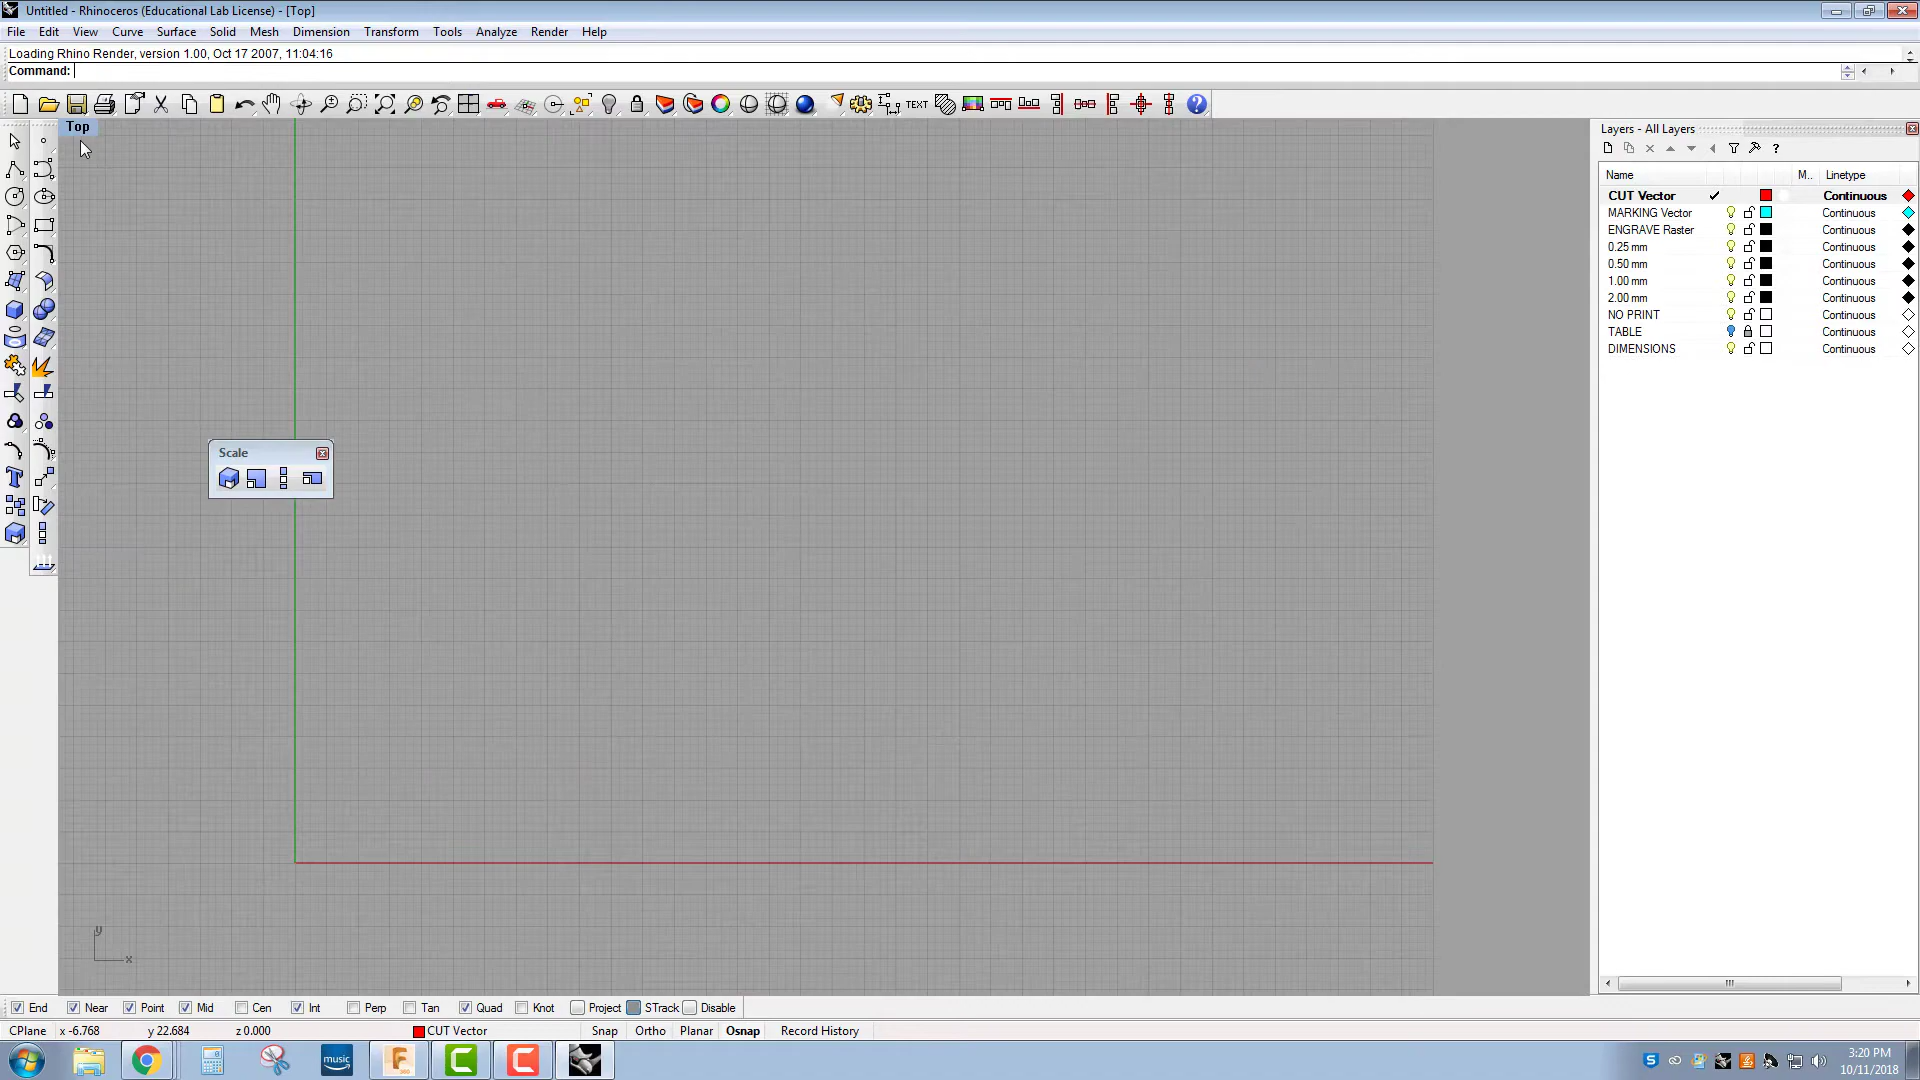 Untitled - Rhinoceros (Educational Lab License) - [Top]
File Edit View Curve Surface Solid Mesh Dimension Transform Tools Analyze Render Help
Loading Rhino Render, version 1.00, Oct 17 2007, 11:04:16
Command:
TEXT
Top
Layers - All Layers
Name M.. Linetype
CUT Vector Continuous
MARKING Vector Continuous
ENGRAVE Raster Continuous
0.25 mm Continuous
0.50 mm Continuous
1.00 mm Continuous
2.00 mm Continuous
NO PRINT Continuous
TABLE Continuous
DIMENSIONS Continuous
Scale
y
x
End Near Point Mid Cen Int Perp Tan Quad Knot Project STrack Disable
CPlane x -6.768 y 22.684 z 0.000 CUT Vector Snap Ortho Planar Osnap Record History
music
3:20 PM
10/11/2018